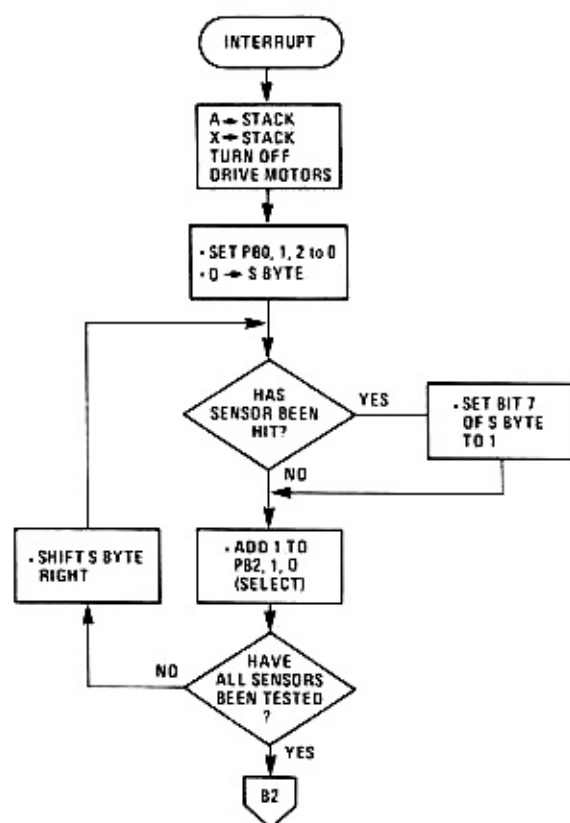 INTERRUPT
A → STACK
X → STACK
TURN OFF
DRIVE MOTORS
• SET PB0, 1, 2 to 0
• 0 → S BYTE
HAS
SENSOR BEEN
HIT?
YES
• SET BIT 7
OF S BYTE
TO 1
NO
• SHIFT S BYTE
RIGHT
• ADD 1 TO
PB2, 1, 0
(SELECT)
NO
HAVE
ALL SENSORS
BEEN TESTED
?
YES
B2